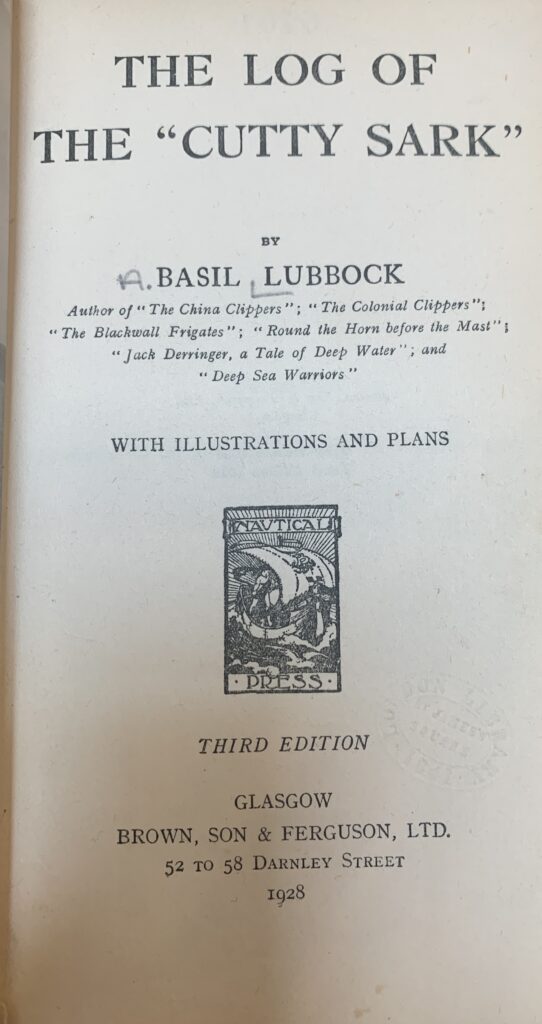 THE LOG OF
THE "CUTTY SARK"
BY
A. BASIL LUBBOCK
Author of "The China Clippers"; "The Colonial Clippers";
"The Blackwall Frigates"; "Round the Horn before the Mast";
"Jack Derringer, a Tale of Deep Water"; and
"Deep Sea Warriors"
WITH ILLUSTRATIONS AND PLANS
NAUTICAL
·PRESS·
THIRD EDITION
GLASGOW
BROWN, SON & FERGUSON, LTD.
52 TO 58 DARNLEY STREET
1928